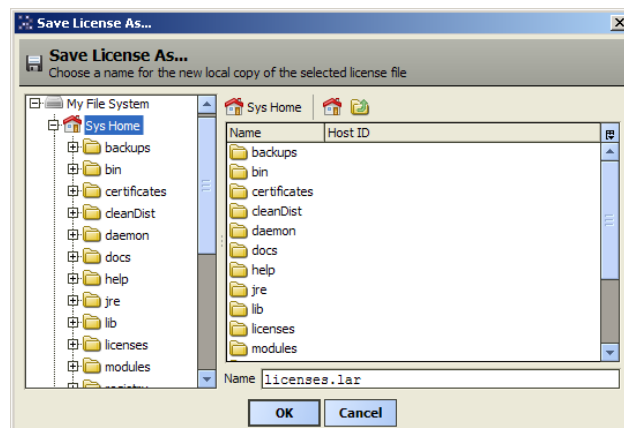 Save License As...
Save License As...
Choose a name for the new local copy of the selected license file
My File System
Sys Home
backups
bin
certificates
cleanDist
daemon
docs
help
jre
lib
licenses
modules
registry
Sys Home
Name Host ID
backups
bin
certificates
cleanDist
daemon
docs
help
jre
lib
licenses
modules
Name licenses.lar
OK Cancel